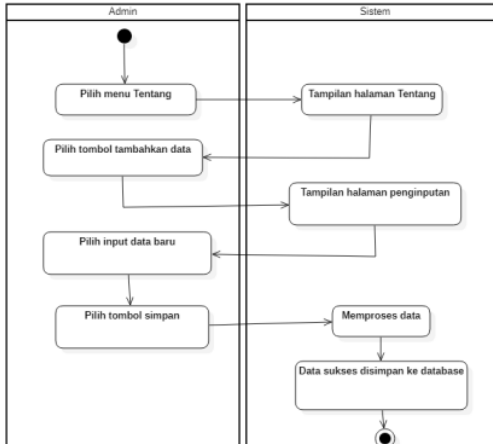 Admin
Sistem
Pilih menu Tentang
Tampilan halaman Tentang
Pilih tombol tambahkan data
Tampilan halaman penginputan
Pilih input data baru
Pilih tombol simpan
Memproses data
Data sukses disimpan ke database